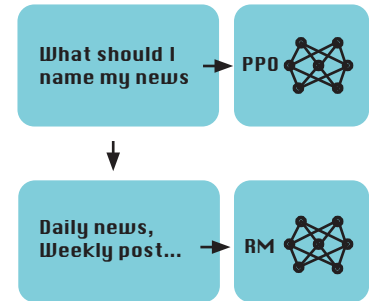 What should I
name my news
PPO
Daily news,
Weekly post...
RM